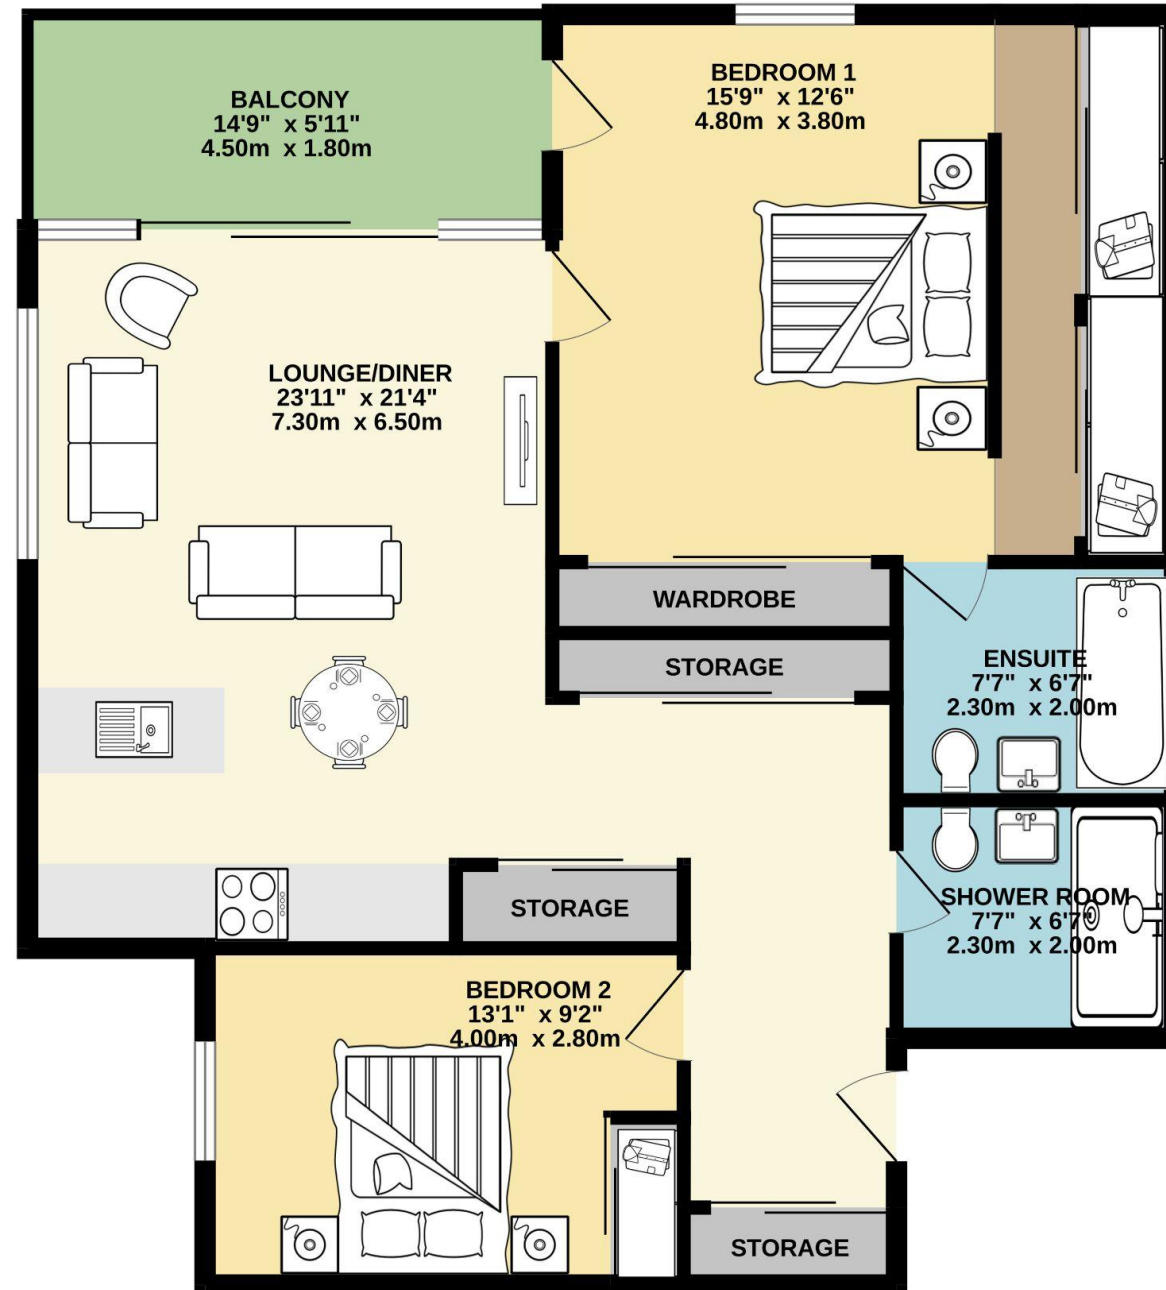 BALCONY
14'9" x 5'11"
4.50m x 1.80m
BEDROOM 1
15'9" x 12'6"
4.80m x 3.80m
LOUNGE/DINER
23'11" x 21'4"
7.30m x 6.50m
WARDROBE
STORAGE
ENSUITE
7'7" x 6'7"
2.30m x 2.00m
SHOWER ROOM
7'7" x 6'7"
2.30m x 2.00m
STORAGE
BEDROOM 2
13'1" x 9'2"
4.00m x 2.80m
STORAGE